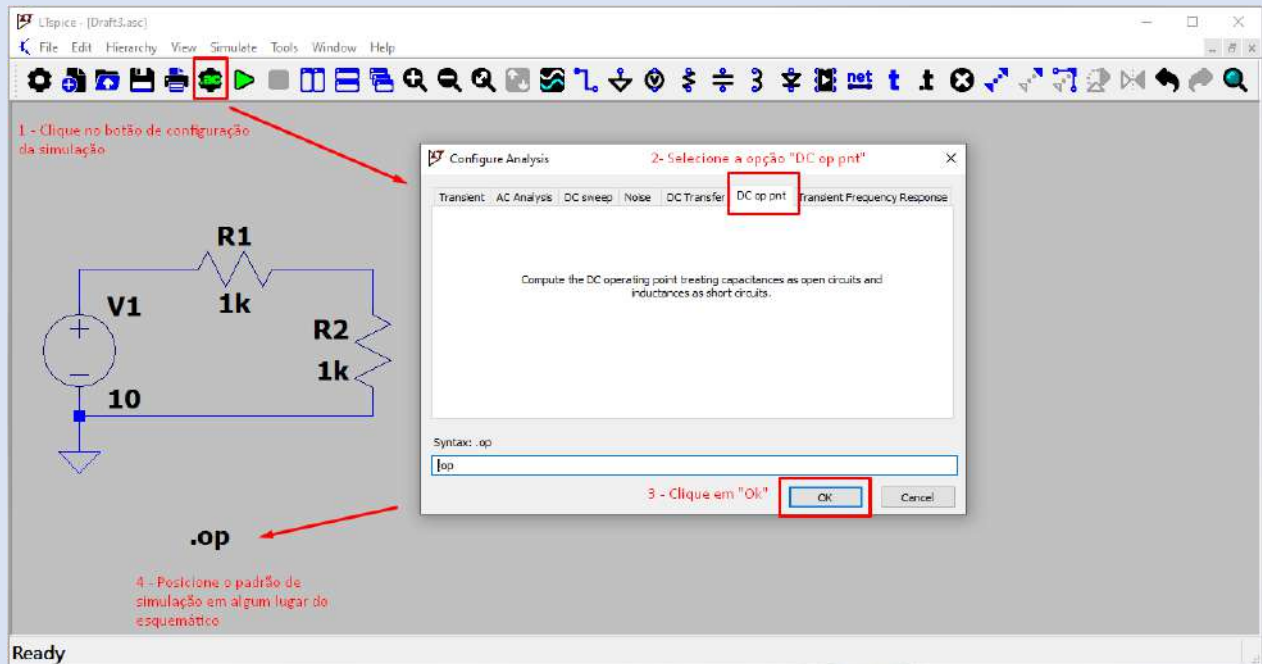 LTspice - [Draft3.asc]
File Edit Hierarchy View Simulate Tools Window Help
net t .t
1 - Clique no botão de configuração
da simulação
Configure Analysis
2- Selecione a opção "DC op pnt"
Transient AC Analysis DC sweep Noise DC Transfer DC op pnt Transient Frequency Response
Compute the DC operating point treating capacitances as open circuits and
inductances as short circuits.
R1
1k
V1
10
R2
1k
Syntax: .op
.op
3 - Clique em "Ok"
OK
Cancel
.op
4 - Posicione o padrão de
simulação em algum lugar do
esquemático
Ready